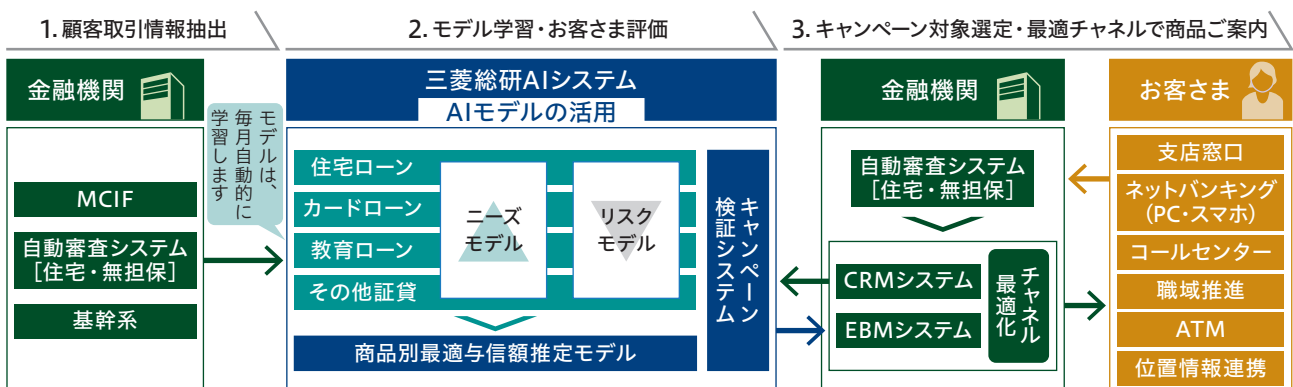 1. 顧客取引情報抽出
2. モデル学習・お客さま評価
3. キャンペーン対象選定・最適チャネルで商品ご案内
金融機関
MCIF
自動審査システム
[住宅・無担保]
基幹系
モデルは、
毎月自動的に
学習します
三菱総研AIシステム
AIモデルの活用
住宅ローン
カードローン
教育ローン
その他証貸
ニーズ
モデル
リスク
モデル
商品別最適与信額推定モデル
キャンペーン
検証システム
金融機関
自動審査システム
[住宅・無担保]
CRMシステム
EBMシステム
チャネル
最適化
お客さま
支店窓口
ネットバンキング
(PC・スマホ)
コールセンター
職域推進
ATM
位置情報連携